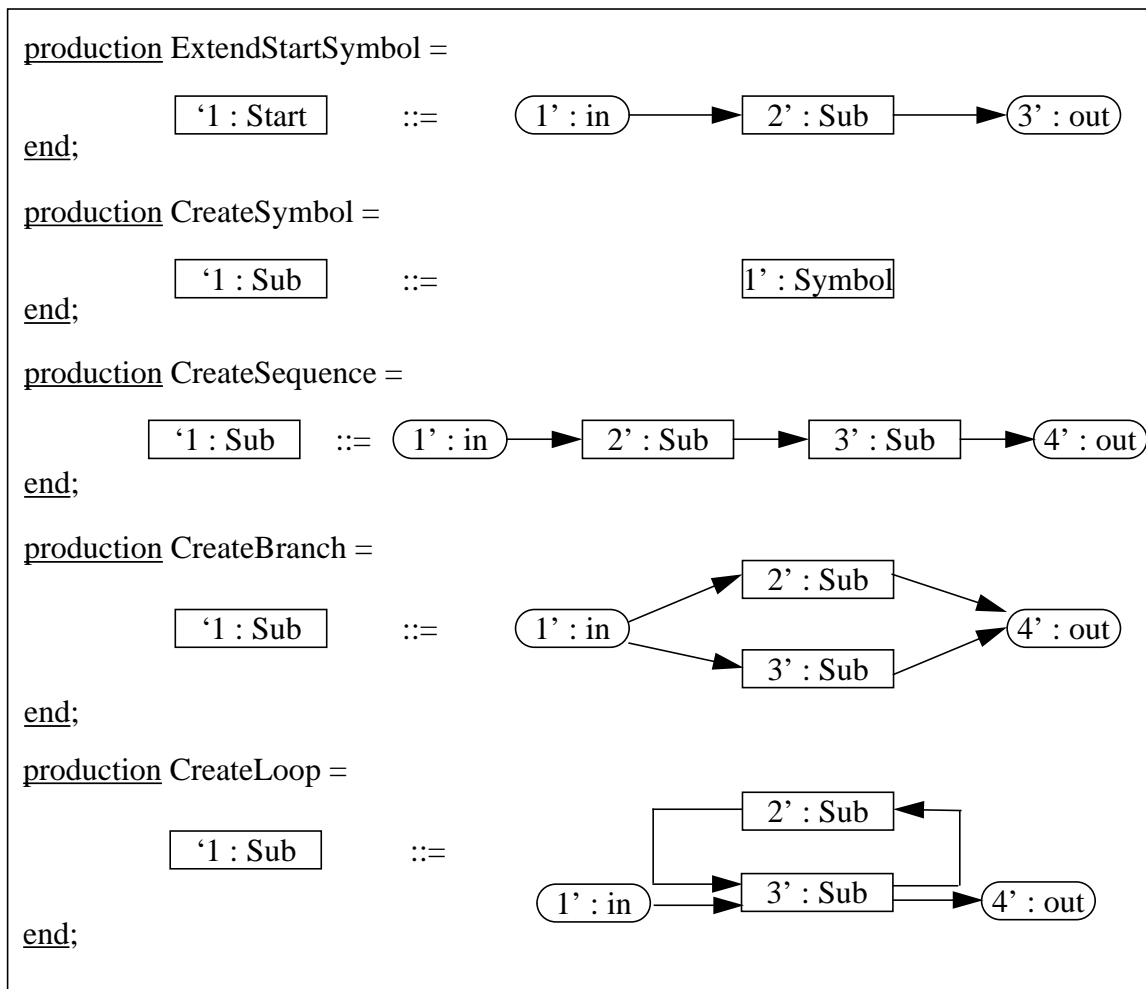 production ExtendStartSymbol =
‘1 : Start ::= 1’ : in 2’ : Sub 3’ : out
end;
production CreateSymbol =
‘1 : Sub ::= 1’ : Symbol
end;
production CreateSequence =
‘1 : Sub ::= 1’ : in 2’ : Sub 3’ : Sub 4’ : out
end;
production CreateBranch =
2’ : Sub
‘1 : Sub ::= 1’ : in 4’ : out
3’ : Sub
end;
production CreateLoop =
2’ : Sub
‘1 : Sub ::=
1’ : in 3’ : Sub 4’ : out
end;